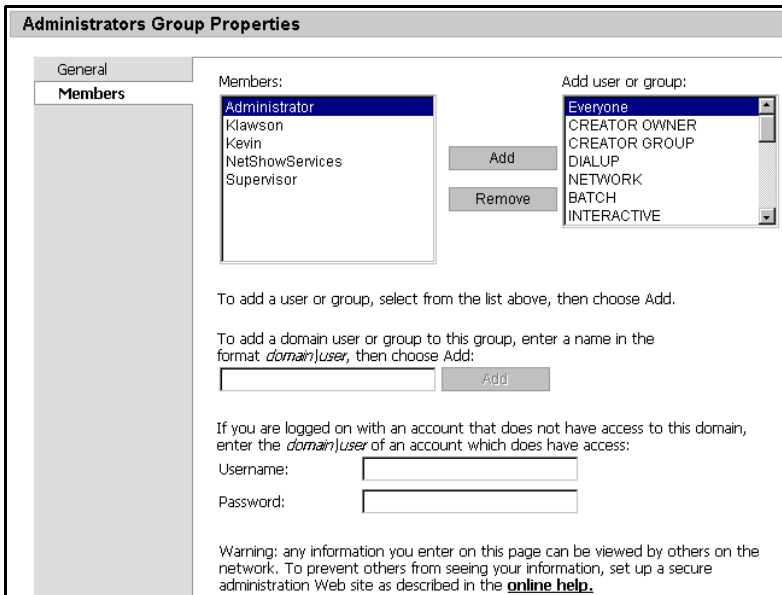 Administrators Group Properties
General
Members
Members:
Administrator
Klawson
Kevin
NetShowServices
Supervisor
Add
Remove
Add user or group:
Everyone
CREATOR OWNER
CREATOR GROUP
DIALUP
NETWORK
BATCH
INTERACTIVE
To add a user or group, select from the list above, then choose Add.
To add a domain user or group to this group, enter a name in the
format domain\user, then choose Add:
Add
If you are logged on with an account that does not have access to this domain,
enter the domain\user of an account which does have access:
Username:
Password:
Warning: any information you enter on this page can be viewed by others on the
network. To prevent others from seeing your information, set up a secure
administration Web site as described in the online help.